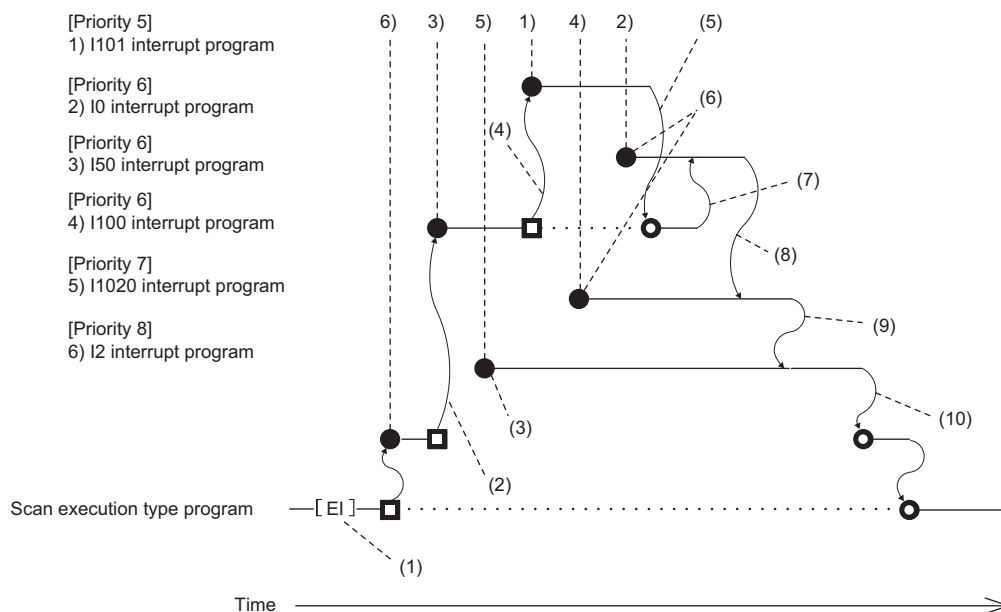 [Priority 5]
1) I101 interrupt program
[Priority 6]
2) I0 interrupt program
[Priority 6]
3) I50 interrupt program
[Priority 6]
4) I100 interrupt program
[Priority 7]
5) I1020 interrupt program
[Priority 8]
6) I2 interrupt program
6) 3) 5) 1) 4) 2) (5)
(6)
(4)
(7)
(8)
(9)
(10)
(3)
(2)
Scan execution type program [ EI ]
(1)
Time